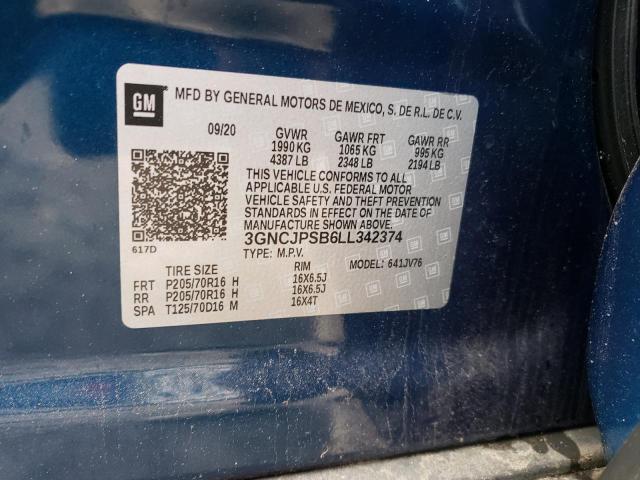 GM
MFD BY GENERAL MOTORS DE MEXICO, S. DE R.L. DE C.V.
09/20 GVWR GAWR FRT GAWR RR
1990 KG 1065 KG 995 KG
4387 LB 2348 LB 2194 LB
THIS VEHICLE CONFORMS TO ALL
APPLICABLE U.S. FEDERAL MOTOR
VEHICLE SAFETY AND THEFT PREVENTION
STANDARDS IN EFFECT ON THE DATE OF
MANUFACTURE SHOWN ABOVE.
3GNCJPSB6LL342374
617D TYPE: M.P.V. 641JV76
TIRE SIZE RIM
FRT P205/70R16 H 16X6.5J
RR P205/70R16 H 16X6.5J
SPA T125/70D16 M 16X4T